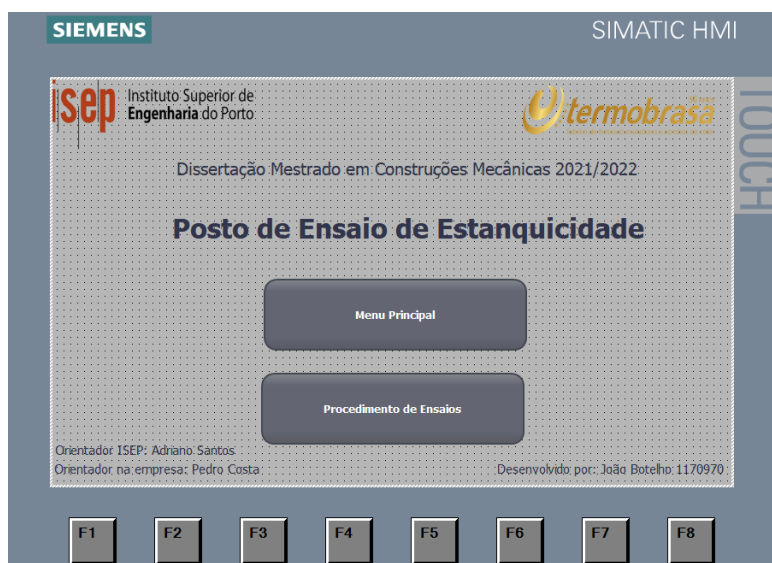 SIEMENS
SIMATIC HMI
TOUCH
isep
Instituto Superior de
Engenharia do Porto
termobrasa
Dissertação Mestrado em Construções Mecânicas 2021/2022
Posto de Ensaio de Estanquicidade
Menu Principal
Procedimento de Ensaios
Orientador ISEP: Adriano Santos
Orientador na empresa: Pedro Costa
Desenvolvido por: João Botelho 1170970
F1 F2 F3 F4 F5 F6 F7 F8